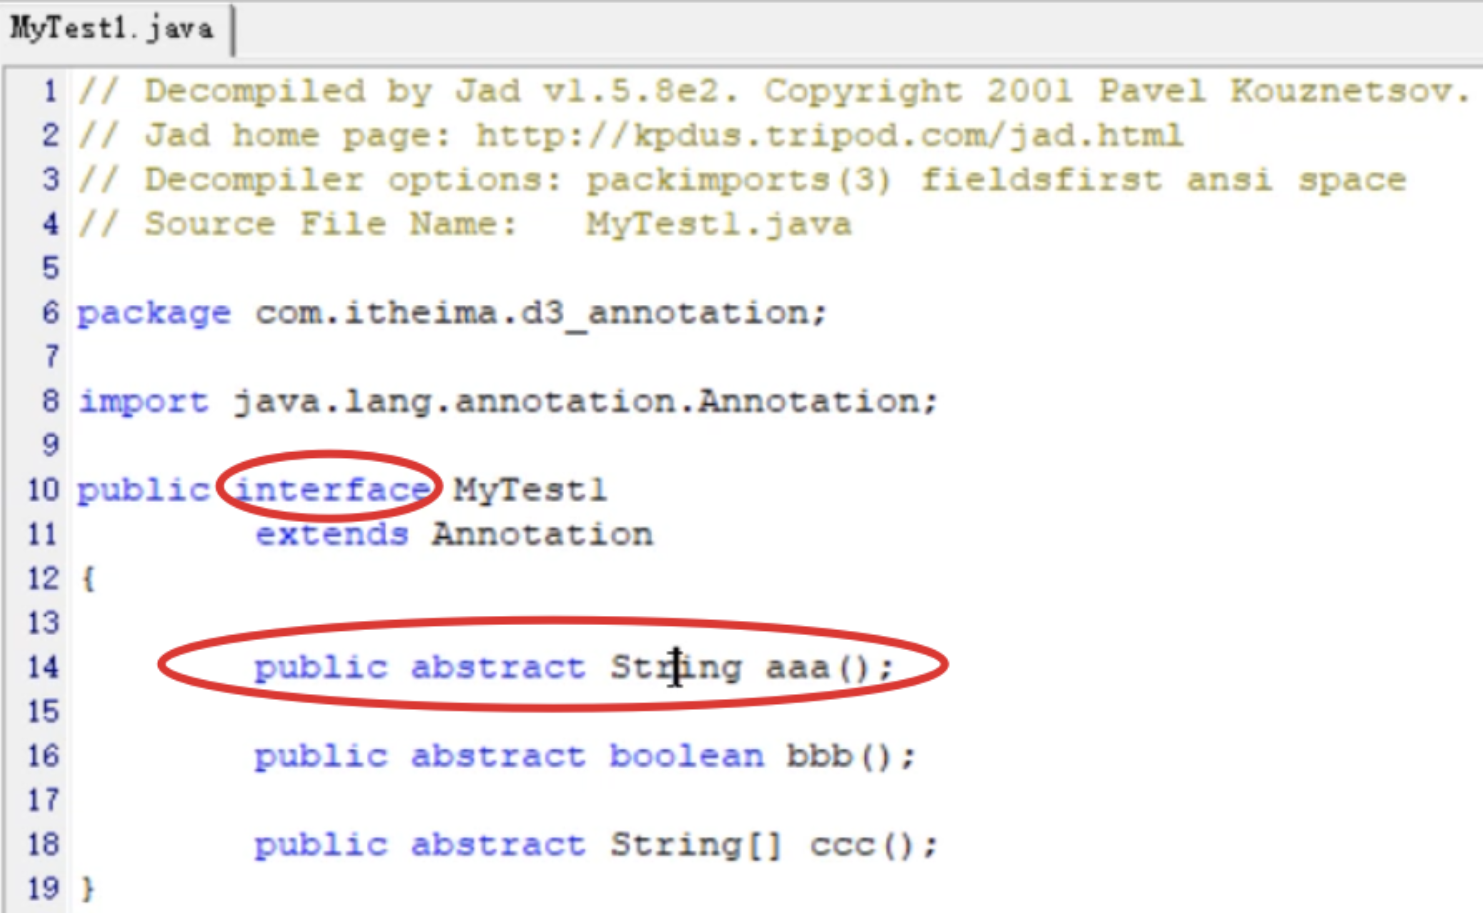 MyTest1.java
1 // Decompiled by Jad v1.5.8e2. Copyright 2001 Pavel Kouznetsov.
2 // Jad home page: http://kpdus.tripod.com/jad.html
3 // Decompiler options: packimports(3) fieldsfirst ansi space
4 // Source File Name:   MyTest1.java
5
6 package com.itheima.d3_annotation;
7
8 import java.lang.annotation.Annotation;
9
10 public interface MyTest1
11         extends Annotation
12 {
13
14         public abstract String aaa();
15
16         public abstract boolean bbb();
17
18         public abstract String[] ccc();
19 }